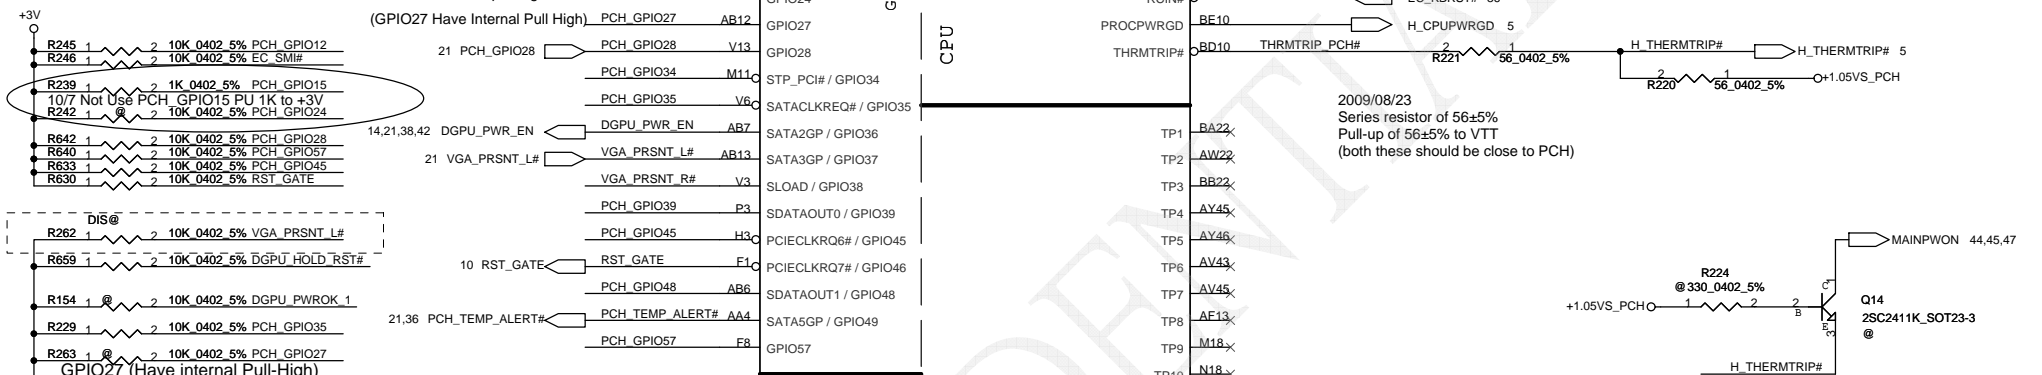 +3V
R245 1 2 10K_0402_5% PCH_GPIO12
R246 1 2 10K_0402_5% EC_SMI#
R239 1 2 1K_0402_5% PCH_GPIO15
10/7 Not Use PCH_GPIO15 PU 1K to +3V
R242 1 @ 2 10K_0402_5% PCH_GPIO24
R642 1 2 10K_0402_5% PCH_GPIO28
R640 1 2 10K_0402_5% PCH_GPIO57
R633 1 2 10K_0402_5% PCH_GPIO45
R630 1 2 10K_0402_5% RST_GATE
DIS@
R262 1 2 10K_0402_5% VGA_PRSNT_L#
R659 1 2 10K_0402_5% DGPU_HOLD_RST#
R154 1 @ 2 10K_0402_5% DGPU_PWROK_1
R229 1 2 10K_0402_5% PCH_GPIO35
R263 1 @ 2 10K_0402_5% PCH_GPIO27
GPIO27 (Have internal Pull-High)
(GPIO27 Have Internal Pull High) PCH_GPIO27 AB12 GPIO27
21 PCH_GPIO28 PCH_GPIO28 V13 GPIO28
PCH_GPIO34 M11 STP_PCI# / GPIO34
PCH_GPIO35 V6 SATACLKREQ# / GPIO35
14,21,38,42 DGPU_PWR_EN DGPU_PWR_EN AB7 SATA2GP / GPIO36
21 VGA_PRSNT_L# VGA_PRSNT_L# AB13 SATA3GP / GPIO37
VGA_PRSNT_R# V3 SLOAD / GPIO38
PCH_GPIO39 P3 SDATAOUT0 / GPIO39
PCH_GPIO45 H3 PCIECLKRQ6# / GPIO45
10 RST_GATE RST_GATE F1 PCIECLKRQ7# / GPIO46
PCH_GPIO48 AB6 SDATAOUT1 / GPIO48
21,36 PCH_TEMP_ALERT# PCH_TEMP_ALERT# AA4 SATA5GP / GPIO49
PCH_GPIO57 F8 GPIO57
CPU
PROCPWRGD BE10 H_CPUPWRGD 5
THRMTRIP# BD10 THRMTRIP_PCH# 2 1 H_THERMTRIP# H_THERMTRIP# 5
R221 56_0402_5%
2 1 +1.05VS_PCH
R220 56_0402_5%
2009/08/23
Series resistor of 56±5%
Pull-up of 56±5% to VTT
(both these should be close to PCH)
TP1 BA22
TP2 AW22
TP3 BB22
TP4 AY45
TP5 AY46
TP6 AV43
TP7 AV45
TP8 AF13
TP9 M18
TP10 N18
MAINPWON 44,45,47
R224
@330_0402_5%
+1.05VS_PCH 1 2 2 B C E 3
Q14
2SC2411K_SOT23-3
@
H_THERMTRIP#